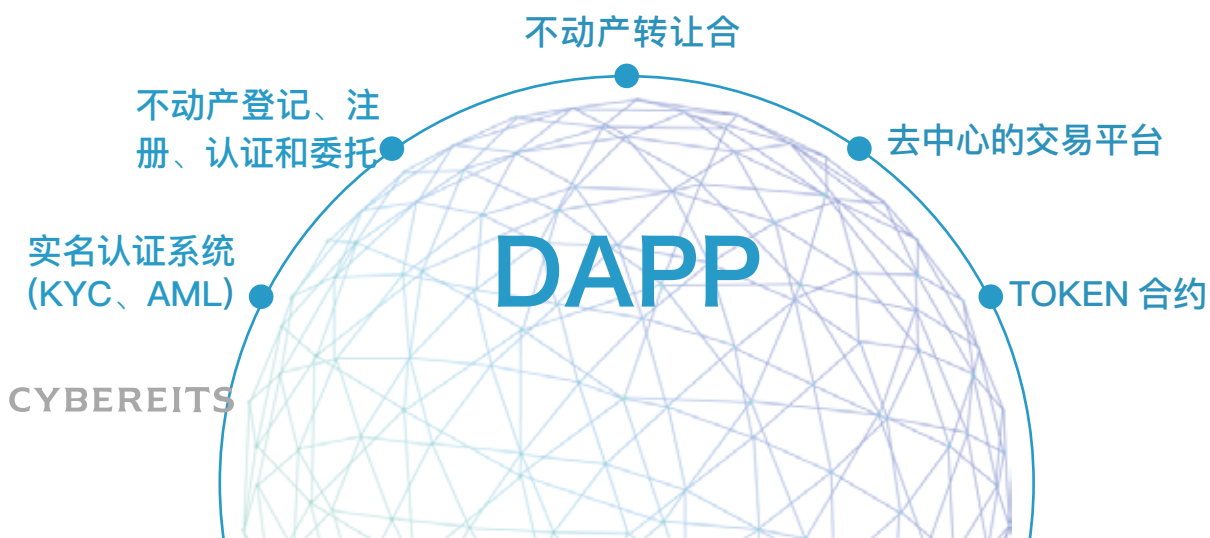 不动产转让合
不动产登记、注
册、认证和委托
去中心的交易平台
实名认证系统
(KYC、AML)
DAPP
TOKEN 合约
CYBEREITS